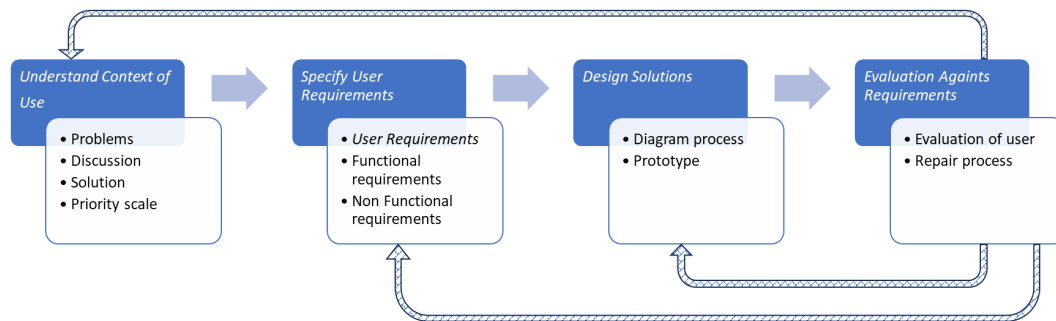 Understand Context of
Use
• Problems
• Discussion
• Solution
• Priority scale
Specify User
Requirements
• User Requirements
• Functional
requirements
• Non Functional
requirements
Design Solutions
• Diagram process
• Prototype
Evaluation Againts
Requirements
• Evaluation of user
• Repair process